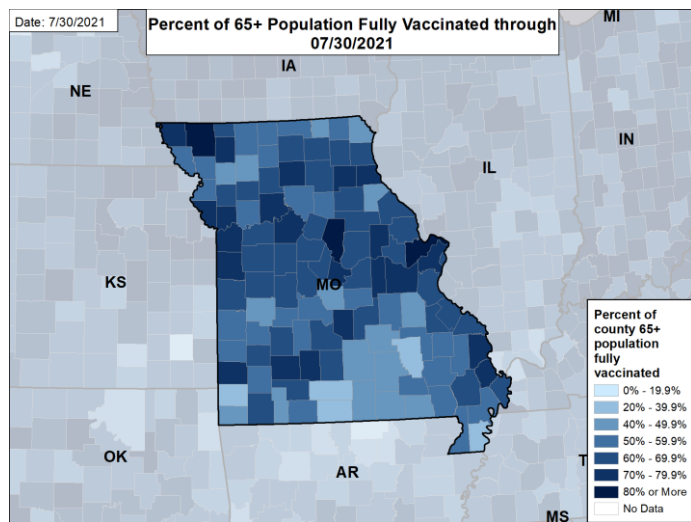 Date: 7/30/2021
Percent of 65+ Population Fully Vaccinated through
07/30/2021
MI
IA
NE
IN
IL
KS
MO
Percent of
county 65+
population
fully
vaccinated
0% - 19.9%
20% - 39.9%
40% - 49.9%
50% - 59.9%
60% - 69.9%
70% - 79.9%
80% or More
No Data
OK
AR
T
MS